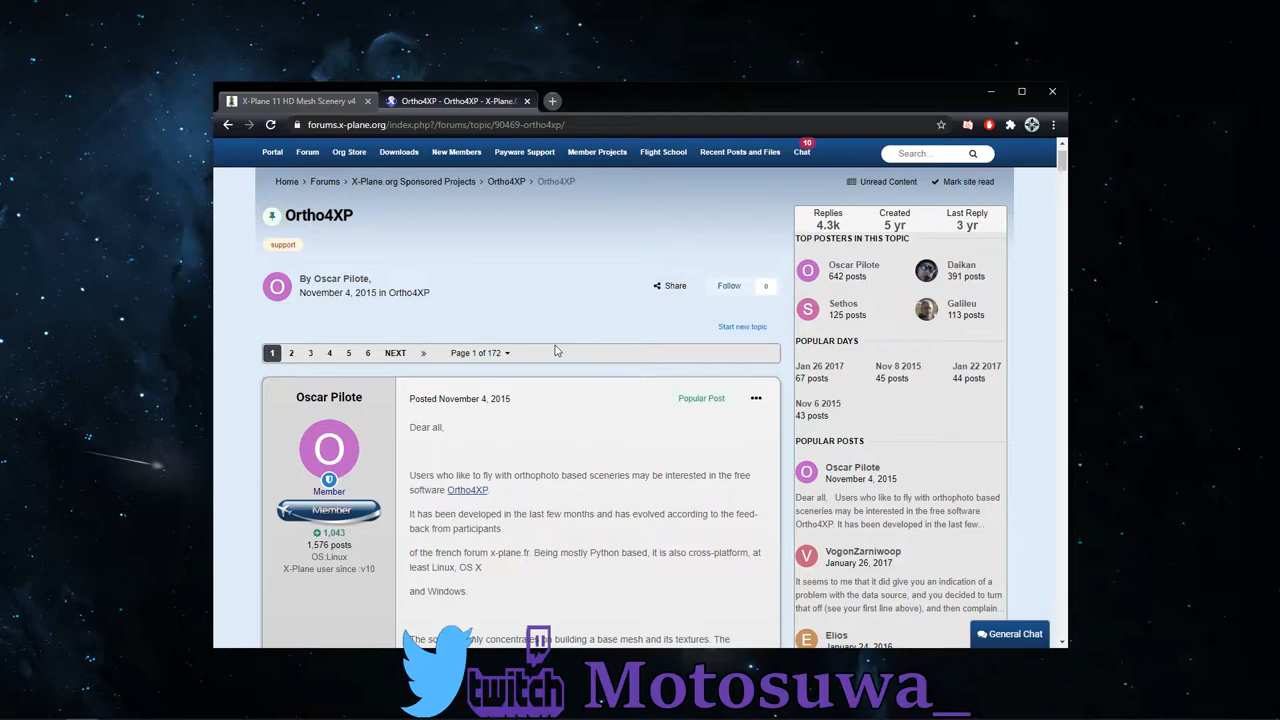 X-Plane 11 HD Mesh Scenery v4
Ortho4XP - Ortho4XP - X-Plane.O
forums.x-plane.org/index.php?/forums/topic/90469-ortho4xp/
10
Portal Forum Org Store Downloads New Members Payware Support Member Projects Flight School Recent Posts and Files Chat Search...
Home › Forums › X-Plane.org Sponsored Projects › Ortho4XP › Ortho4XP
Unread Content Mark site read
Ortho4XP
support
By Oscar Pilote,
November 4, 2015 in Ortho4XP
Share Follow 0
Start new topic
1 2 3 4 5 6 NEXT » Page 1 of 172
Oscar Pilote
O
Member
Member
1,043
1,576 posts
OS:Linux
X-Plane user since :v10
Posted November 4, 2015
Popular Post
Dear all,
Users who like to fly with orthophoto based sceneries may be interested in the free
software Ortho4XP.
It has been developed in the last few months and has evolved according to the feed-
back from participants
of the french forum x-plane.fr. Being mostly Python based, it is also cross-platform, at
least Linux, OS X
and Windows.
building a base mesh and its textures. The
Replies Created Last Reply
4.3k 5 yr 3 yr
TOP POSTERS IN THIS TOPIC
O Oscar Pilote Daikan
642 posts 391 posts
S Sethos Galileu
125 posts 113 posts
POPULAR DAYS
Jan 26 2017 Nov 8 2015 Jan 22 2017
67 posts 45 posts 44 posts
Nov 6 2015
43 posts
POPULAR POSTS
O Oscar Pilote
November 4, 2015
Dear all, Users who like to fly with orthophoto based
sceneries may be interested in the free software
Ortho4XP. It has been developed in the last few...
V VogonZarniwoop
January 26, 2017
It seems to me that it did give you an indication of a
problem with the data source, and you decided to turn
that off (see your first line above), and then complain...
E Elios
January 24, 2016
General Chat
twitch Motosuwa_